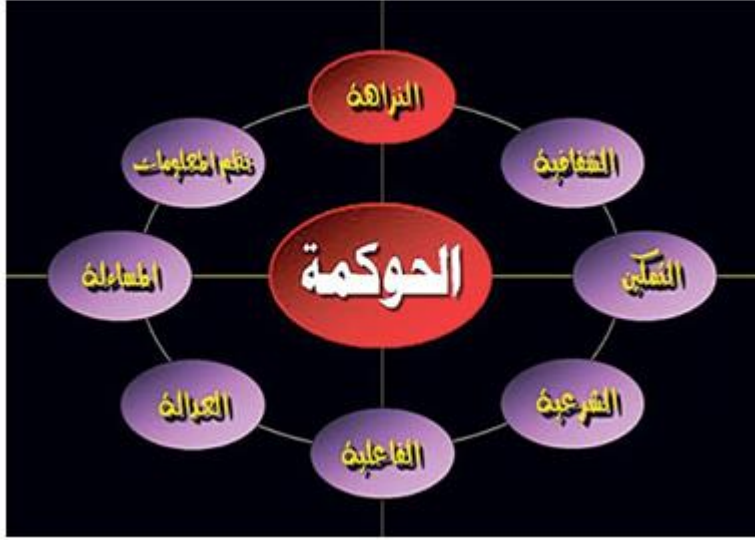 النزاهة
الشفافية
نظم المعلومات
التمكين
الحوكمة
المساءلة
الشرعية
العدالة
الفاعلية